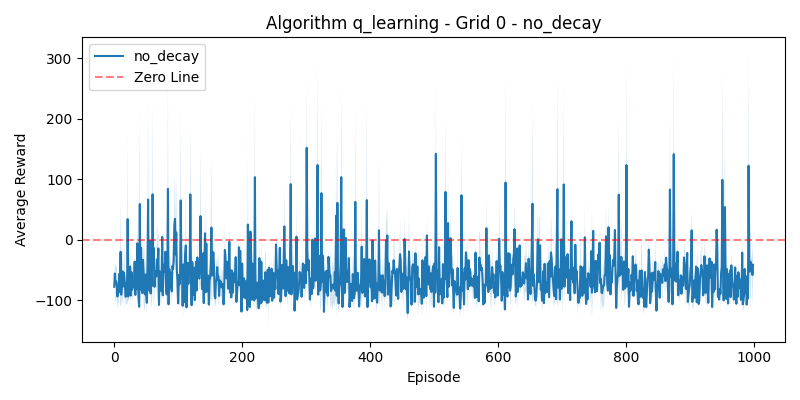 Algorithm q_learning - Grid 0 - no_decay
no_decay
Zero Line
Average Reward
300
200
100
0
−100
0 200 400 600 800 1000
Episode